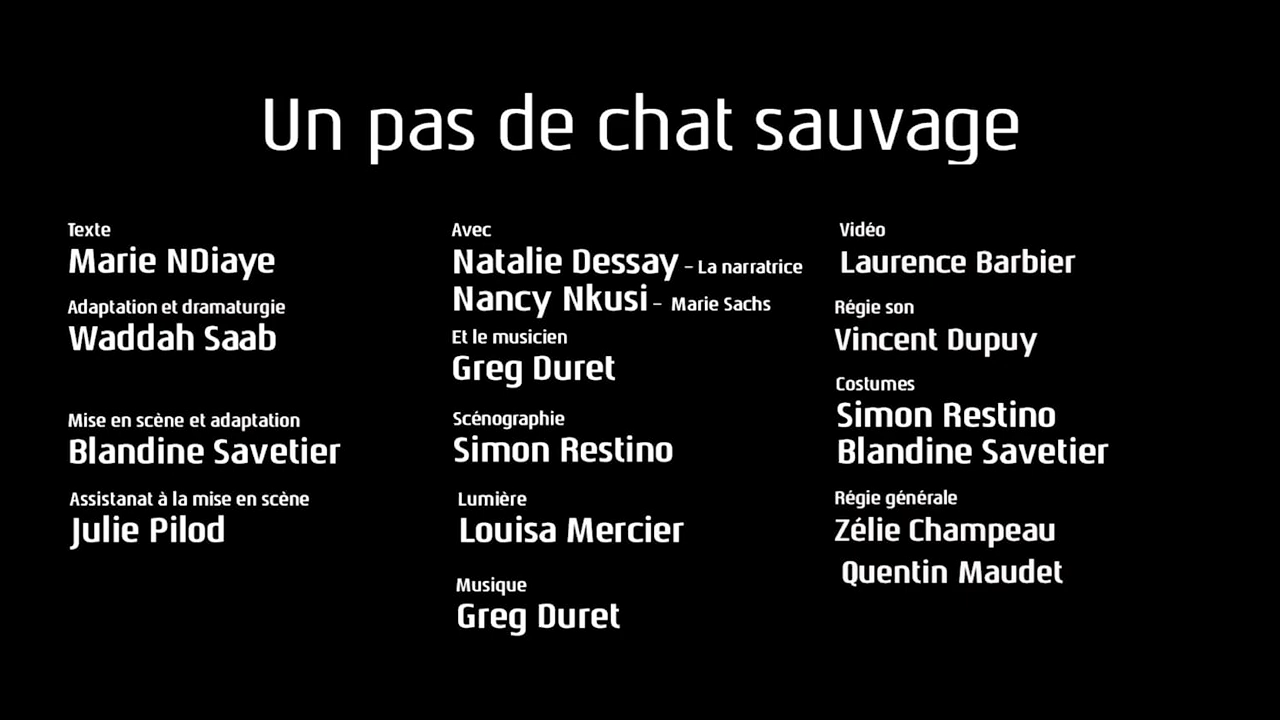 Un pas de chat sauvage
Texte
Marie NDiaye
Adaptation et dramaturgie
Waddah Saab
Mise en scène et adaptation
Blandine Savetier
Assistanat à la mise en scène
Julie Pilod
Avec
Natalie Dessay – La narratrice
Nancy Nkusi – Marie Sachs
Et le musicien
Greg Duret
Scénographie
Simon Restino
Lumière
Louisa Mercier
Musique
Greg Duret
Vidéo
Laurence Barbier
Régie son
Vincent Dupuy
Costumes
Simon Restino
Blandine Savetier
Régie générale
Zélie Champeau
Quentin Maudet